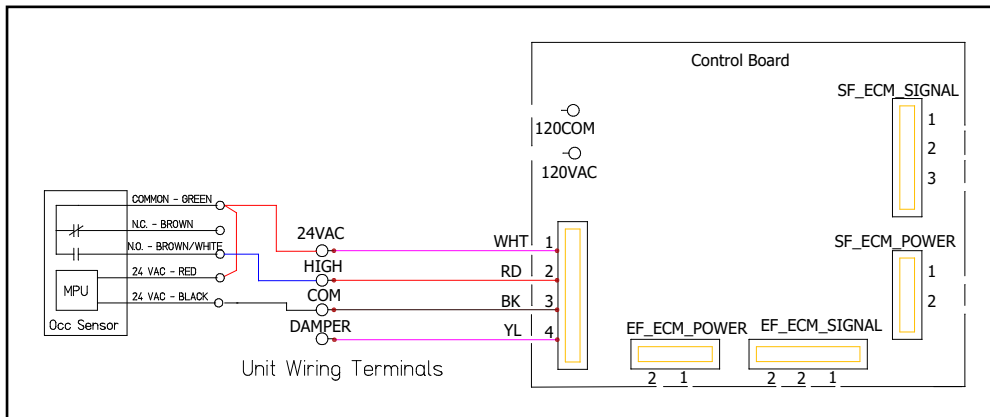 Control Board
SF_ECM_SIGNAL
1
2
3
120COM
120VAC
COMMON - GREEN
N.C. - BROWN
N.O. - BROWN/WHITE
24 VAC - RED
24 VAC - BLACK
MPU
Occ Sensor
24VAC
HIGH
COM
DAMPER
WHT 1
RD 2
BK 3
YL 4
Unit Wiring Terminals
SF_ECM_POWER
1
2
EF_ECM_POWER
2 1
EF_ECM_SIGNAL
2 2 1